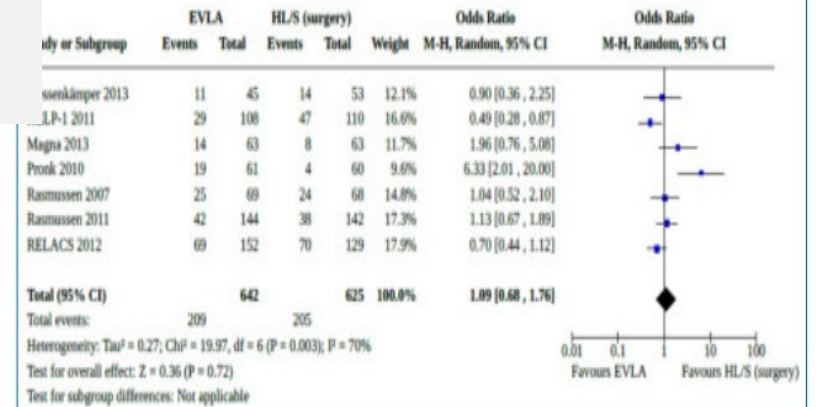 EVLA HL/S (surgery) Odds Ratio Odds Ratio
dy or Subgroup Events Total Events Total Weight M-H, Random, 95% CI M-H, Random, 95% CI
ssenkämper 2013 11 45 14 53 12.1% 0.90 [0.36 , 2.25]
LP-1 2011 29 108 47 110 16.6% 0.49 [0.28 , 0.87]
Magna 2013 14 63 8 63 11.7% 1.96 [0.76 , 5.08]
Pronk 2010 19 61 4 60 9.6% 6.33 [2.01 , 20.00]
Rasmussen 2007 25 69 24 68 14.8% 1.04 [0.52 , 2.10]
Rasmussen 2011 42 144 38 142 17.3% 1.13 [0.67 , 1.89]
RELACS 2012 69 152 70 129 17.9% 0.70 [0.44 , 1.12]
Total (95% CI) 642 625 100.0% 1.09 [0.68 , 1.76]
Total events: 209 205
Heterogeneity: Tau² = 0.27; Chi² = 19.97, df = 6 (P = 0.003); I² = 70%
0.01 0.1 1 10 100
Test for overall effect: Z = 0.36 (P = 0.72)
Favours EVLA Favours HL/S (surgery)
Test for subgroup differences: Not applicable